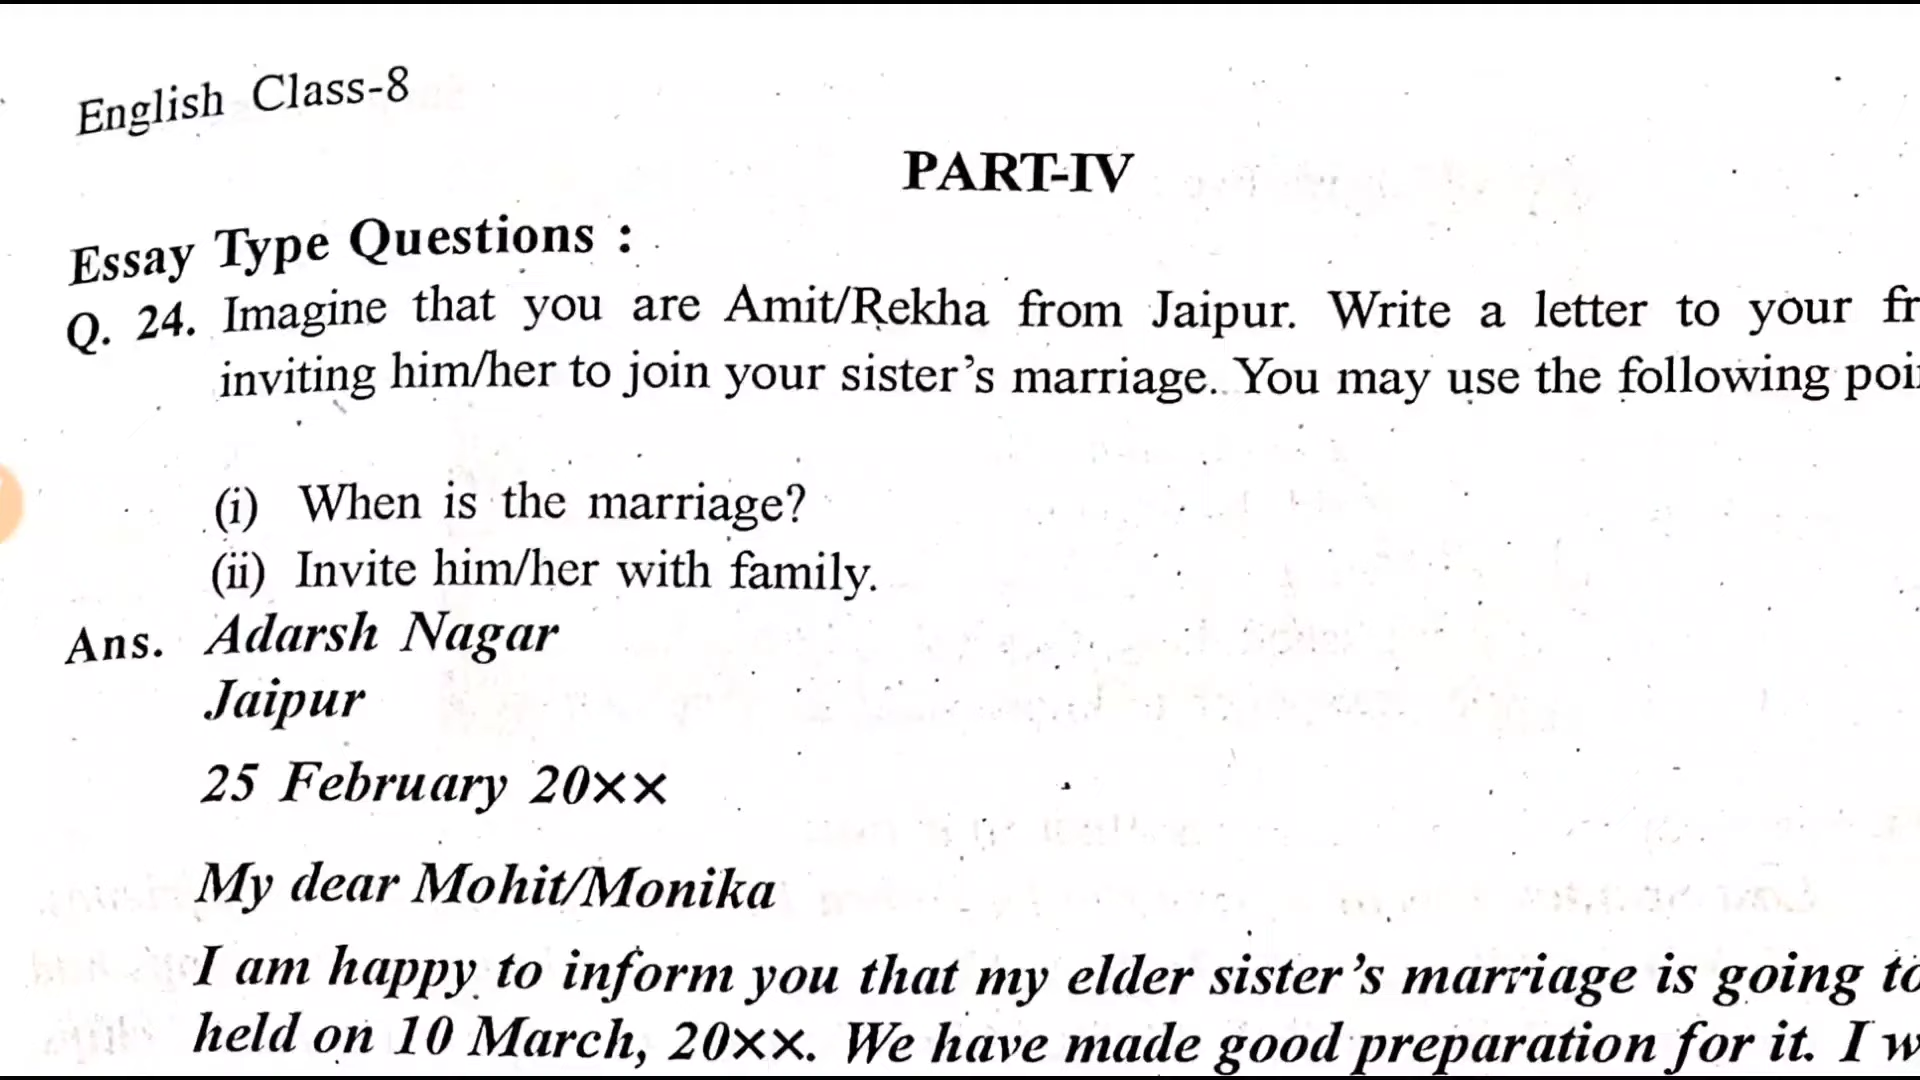 English Class-8
PART-IV
Essay Type Questions :
Q. 24. Imagine that you are Amit/Rekha from Jaipur. Write a letter to your
inviting him/her to join your sister's marriage. You may use the following
(i) When is the marriage?
(ii) Invite him/her with family.
Ans. Adarsh Nagar
Jaipur
25 February 20××
My dear Mohit/Monika
I am happy to inform you that my elder sister's marriage is going to
held on 10 March, 20××. We have made good preparation for it. I